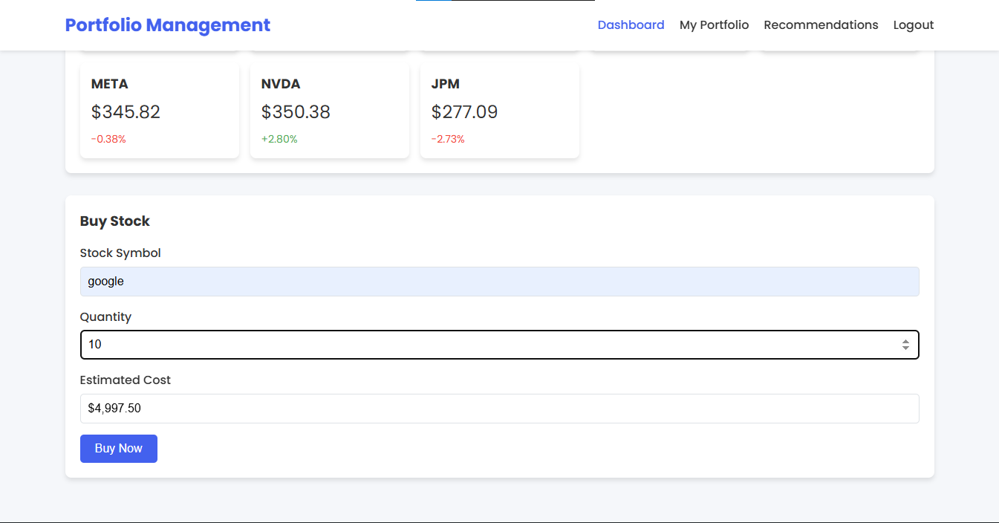 Portfolio Management
Dashboard My Portfolio Recommendations Logout
META
$345.82
-0.38%
NVDA
$350.38
+2.80%
JPM
$277.09
-2.73%
Buy Stock
Stock Symbol
google
Quantity
10
Estimated Cost
$4,997.50
Buy Now